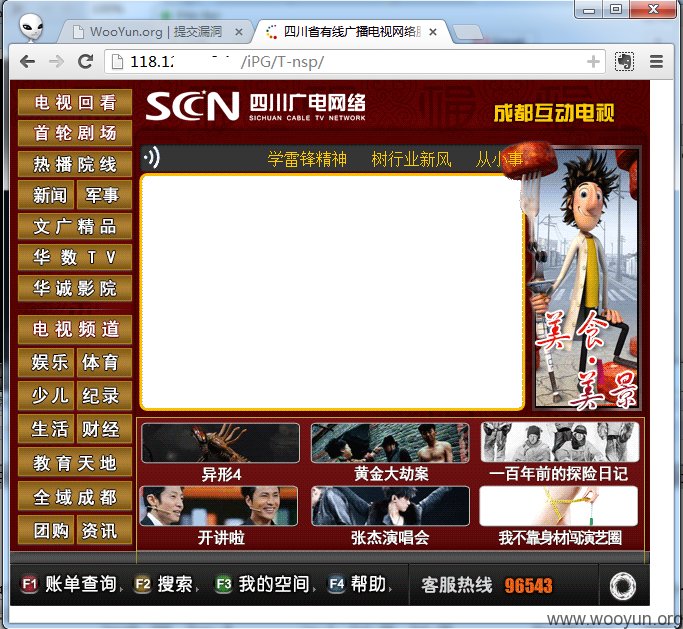 WooYun.org | 提交漏洞
四川省有线广播电视网络
118.12 /iPG/T-nsp/
SCCN 四川广电网络
SICHUAN CABLE TV NETWORK
成都互动电视
电视回看
首轮剧场
热播院线
新闻 军事
文广精品
华数TV
华诚影院
电视频道
娱乐 体育
少儿 纪录
生活 财经
教育天地
全域成都
团购 资讯
学雷锋精神 树行业新风 从小事
美食·美景
异形4
黄金大劫案
一百年前的探险日记
开讲啦
张杰演唱会
我不靠身材闯演艺圈
F1 账单查询
F2 搜索
F3 我的空间
F4 帮助
客服热线 96543
www.wooyun.org